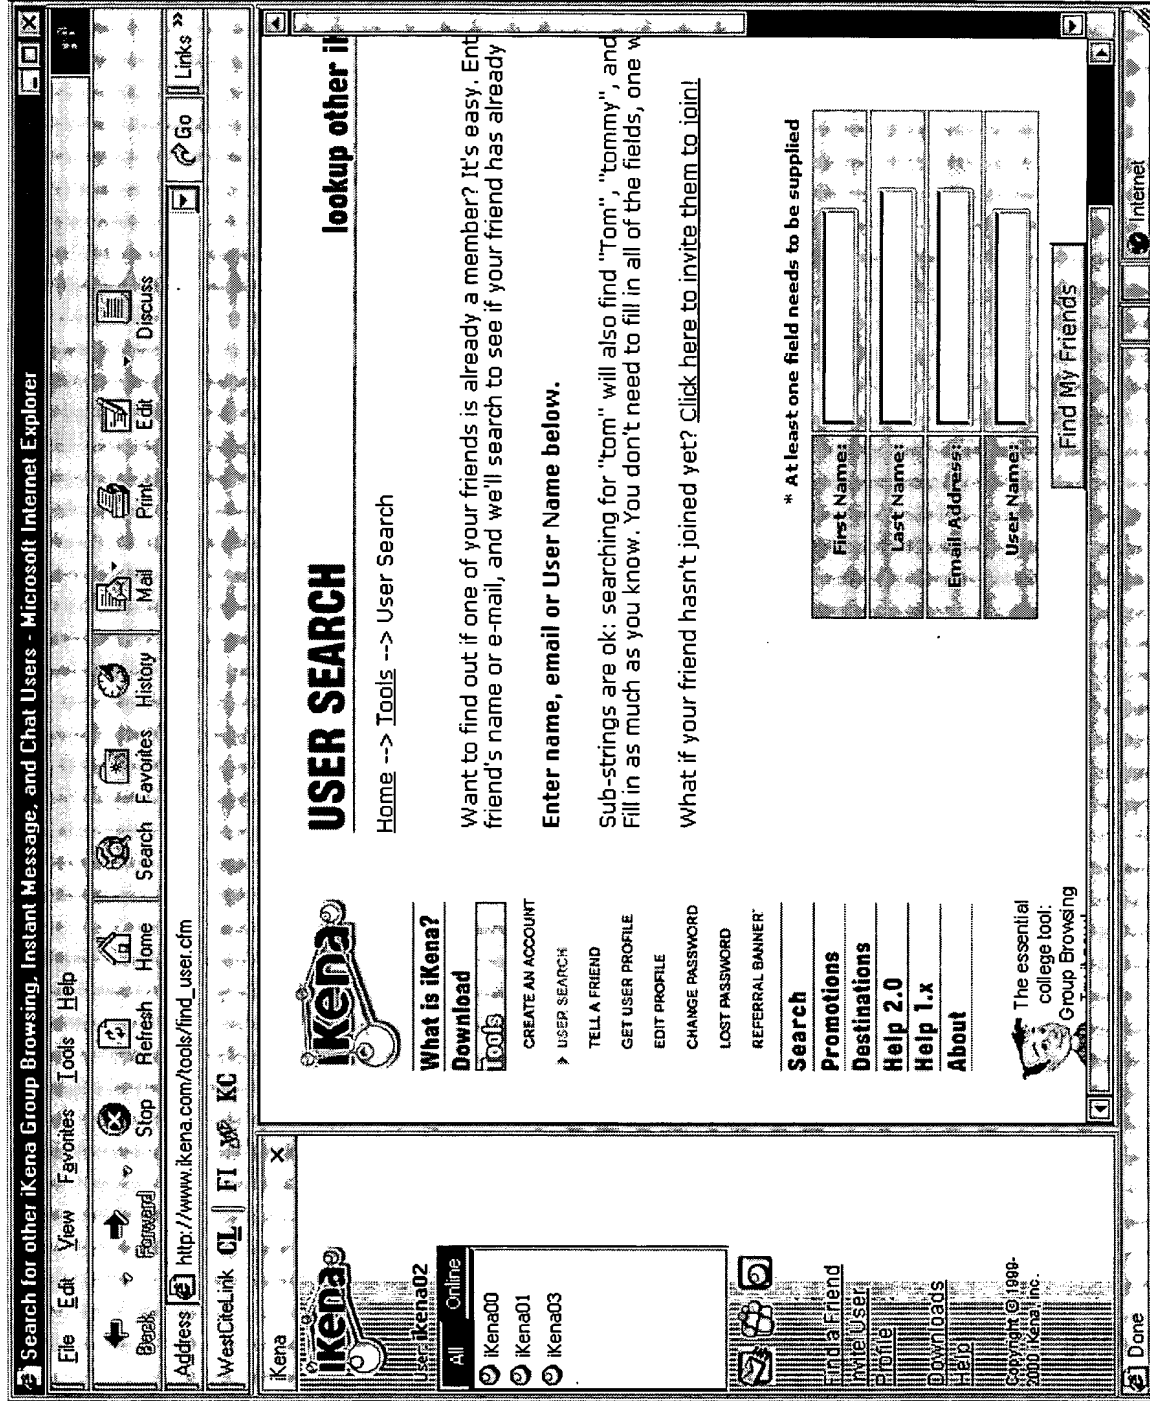 Search for other iKena Group Browsing, Instant Message, and Chat Users - Microsoft Internet Explorer
File Edit View Favorites Tools Help
Back Forward Stop Refresh Home Search Favorites History Mail Print Edit Discuss
Address http://www.ikena.com/tools/find_user.cfm Go Links »
WestCiteLink CL FI KC
iKena
iKena
User: ikena02
All Online
iKena00
iKena01
iKena03
Find a Friend
Invite User
Profile
Downloads
Help
Copyright © 1999-
2000 iKena, Inc.
iKena
What is iKena?
Download
Tools
CREATE AN ACCOUNT
USER SEARCH
TELL A FRIEND
GET USER PROFILE
EDIT PROFILE
CHANGE PASSWORD
LOST PASSWORD
REFERRAL BANNER
Search
Promotions
Destinations
Help 2.0
Help 1.x
About
The essential
college tool:
Group Browsing
USER SEARCH lookup other
Home --> Tools --> User Search
Want to find out if one of your friends is already a member? It's easy. Ent
friend's name or e-mail, and we'll search to see if your friend has already
Enter name, email or User Name below.
Sub-strings are ok: searching for "tom" will also find "Tom", "tommy", and
Fill in as much as you know. You don't need to fill in all of the fields, one w
What if your friend hasn't joined yet? Click here to invite them to join!
* At least one field needs to be supplied
First Name:
Last Name:
Email Address:
User Name:
Find My Friends
Done Internet